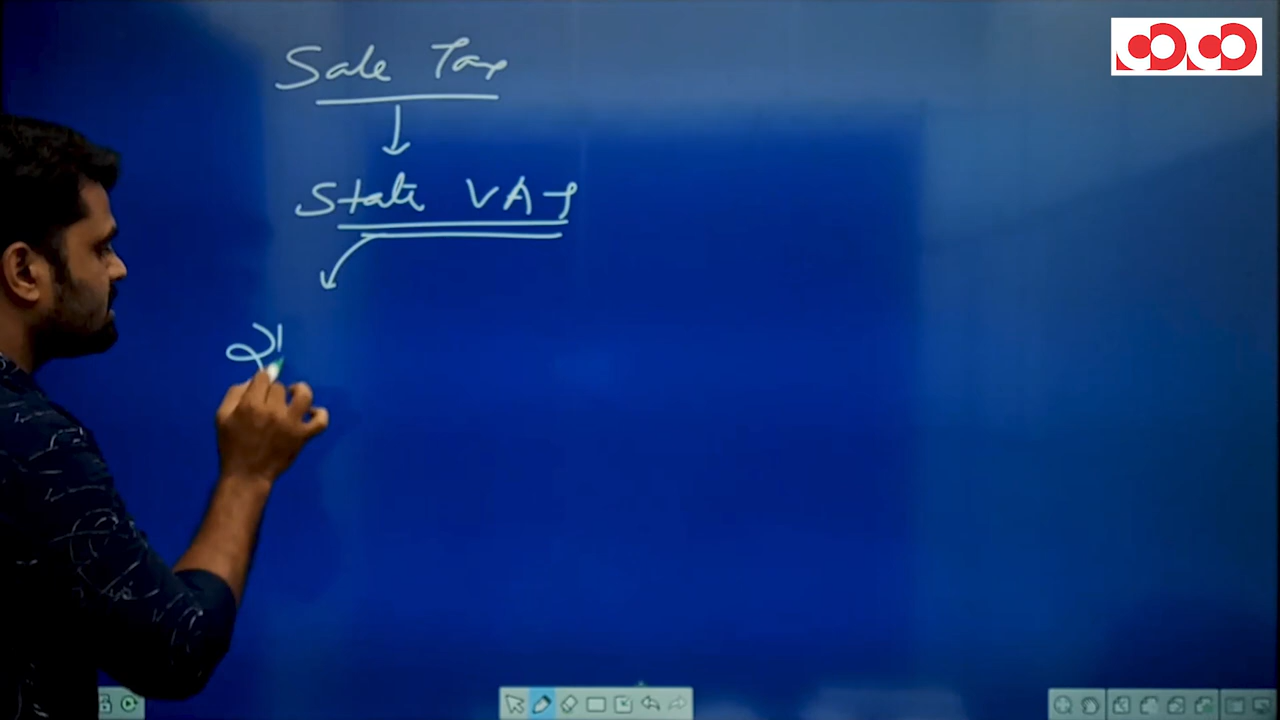 Sale Tax
State VAT
रा